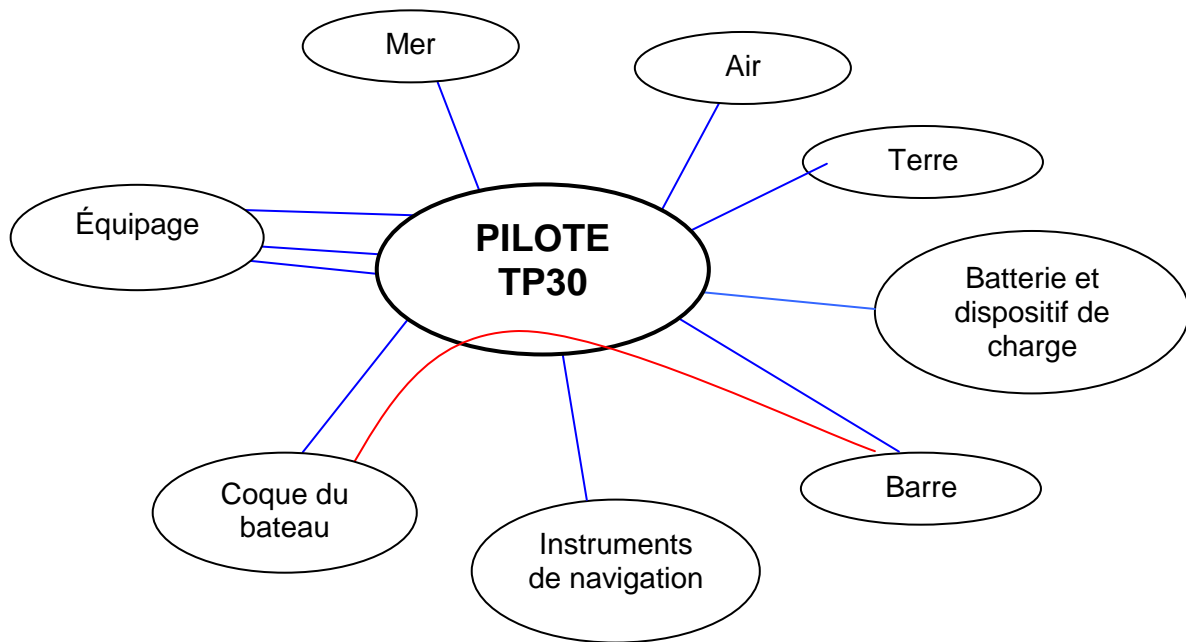 Mer
Air
Terre
Équipage
PILOTE
TP30
Batterie et
dispositif de
charge
Coque du
bateau
Instruments
de navigation
Barre